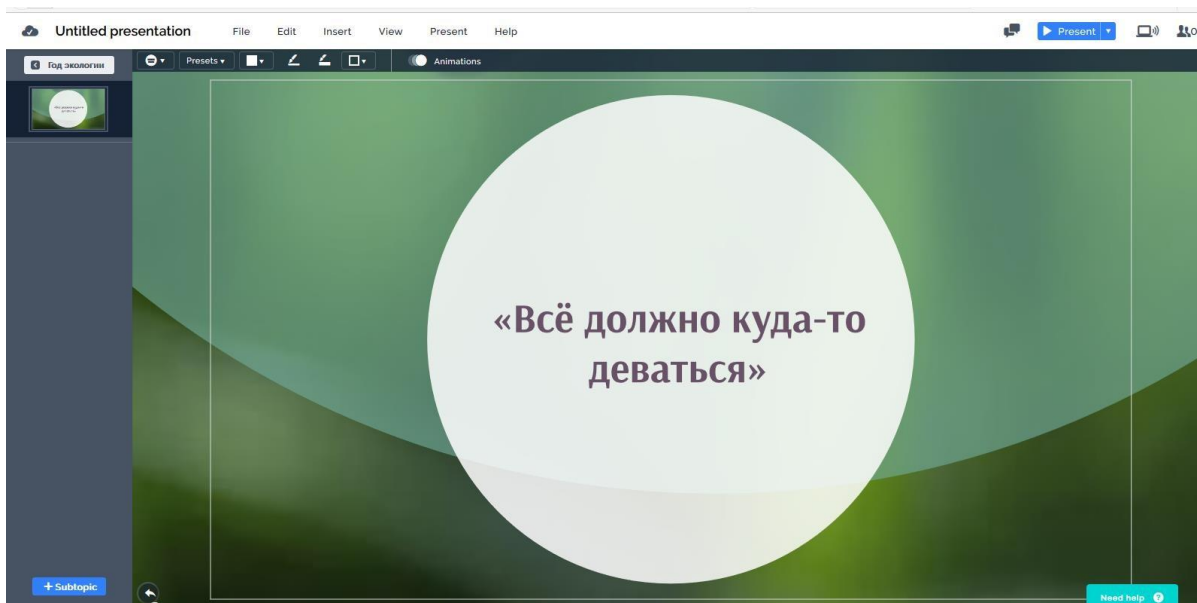 Untitled presentation File Edit Insert View Present Help Present
Год экологии Presets Animations
«Всё должно куда-то
деваться»
+ Subtopic
Need help ?